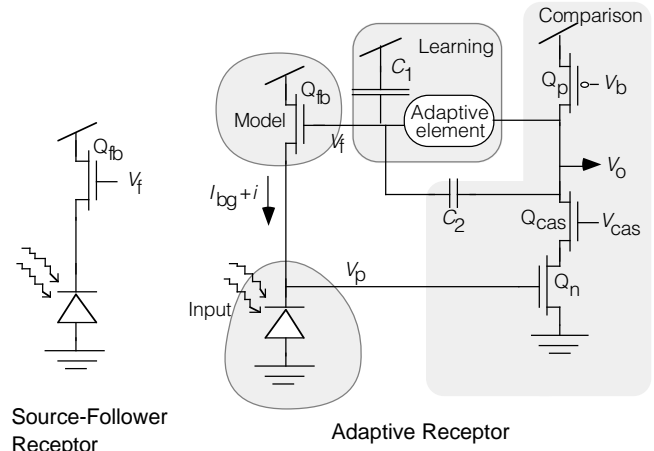 Comparison
Learning
C1
Qfb
Qp
Vb
Model
Adaptive
element
Vf
Qfb
Vf
Vo
Ibg+i
C2
Qcas
Vcas
Vp
Qn
Input
Source-Follower
Receptor
Adaptive Receptor